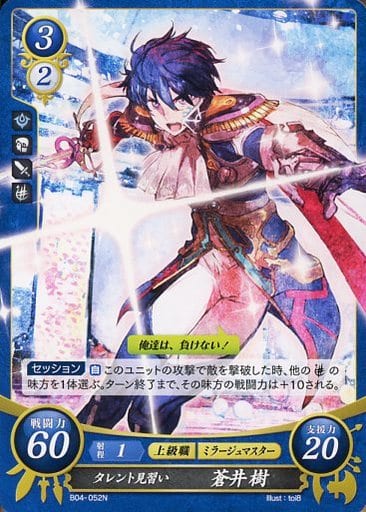 3
2
俺達は、負けない!
セッション 自 このユニットの攻撃で敵を撃破した時、他の の
味方を1体選ぶ。ターン終了まで、その味方の戦闘力は+10される。
戦闘力
60
射程 1
上級職 ミラージュマスター
支援力
20
タレント見習い 蒼井樹
B04-052N
Illust : toi8